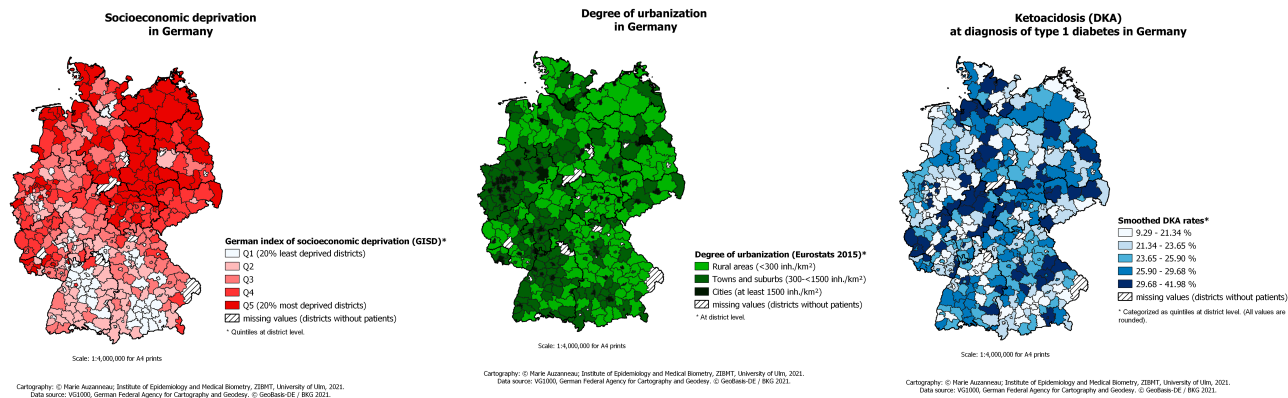 Socioeconomic deprivation
in Germany
German index of socioeconomic deprivation (GISD)*
Q1 (20% least deprived districts)
Q2
Q3
Q4
Q5 (20% most deprived districts)
missing values (districts without patients)
* Quintiles at district level.
Scale: 1:4,000,000 for A4 prints
Cartography: © Marie Auzanneau; Institute of Epidemiology and Medical Biometry, ZIBMT, University of Ulm, 2021.
Data source: VG1000, German Federal Agency for Cartography and Geodesy. © GeoBasis-DE / BKG 2021.
Degree of urbanization
in Germany
Degree of urbanization (Eurostats 2015)*
Rural areas (<300 inh./km²)
Towns and suburbs (300-<1500 inh./km²)
Cities (at least 1500 inh./km²)
missing values (districts without patients)
* At district level.
Scale: 1:4,000,000 for A4 prints
Cartography: © Marie Auzanneau; Institute of Epidemiology and Medical Biometry, ZIBMT, University of Ulm, 2021.
Data source: VG1000, German Federal Agency for Cartography and Geodesy. © GeoBasis-DE / BKG 2021.
Ketoacidosis (DKA)
at diagnosis of type 1 diabetes in Germany
Smoothed DKA rates*
9.29 - 21.34 %
21.34 - 23.65 %
23.65 - 25.90 %
25.90 - 29.68 %
29.68 - 41.98 %
missing values (districts without patients)
* Categorized as quintiles at district level. (All values are
rounded).
Scale: 1:4,000,000 for A4 prints
Cartography: © Marie Auzanneau; Institute of Epidemiology and Medical Biometry, ZIBMT, University of Ulm, 2021.
Data source: VG1000, German Federal Agency for Cartography and Geodesy. © GeoBasis-DE / BKG 2021.